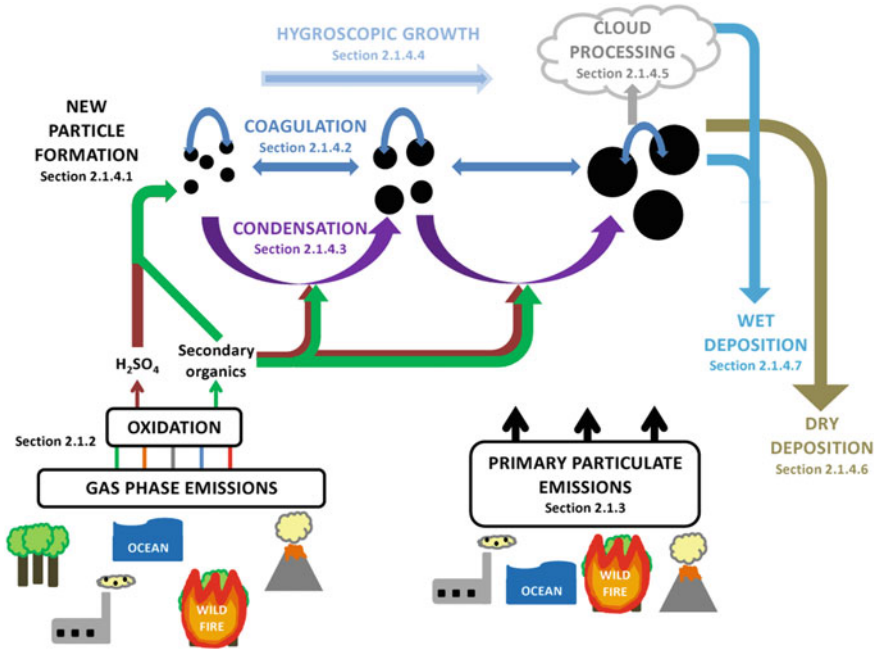 HYGROSCOPIC GROWTH
Section 2.1.4.4
CLOUD
PROCESSING
Section 2.1.4.5
NEW
PARTICLE
FORMATION
Section 2.1.4.1
COAGULATION
Section 2.1.4.2
CONDENSATION
Section 2.1.4.3
WET
DEPOSITION
Section 2.1.4.7
H₂SO₄
Secondary
organics
DRY
DEPOSITION
Section 2.1.4.6
Section 2.1.2
OXIDATION
GAS PHASE EMISSIONS
PRIMARY PARTICULATE
EMISSIONS
Section 2.1.3
OCEAN
WILD
FIRE
OCEAN
WILD
FIRE